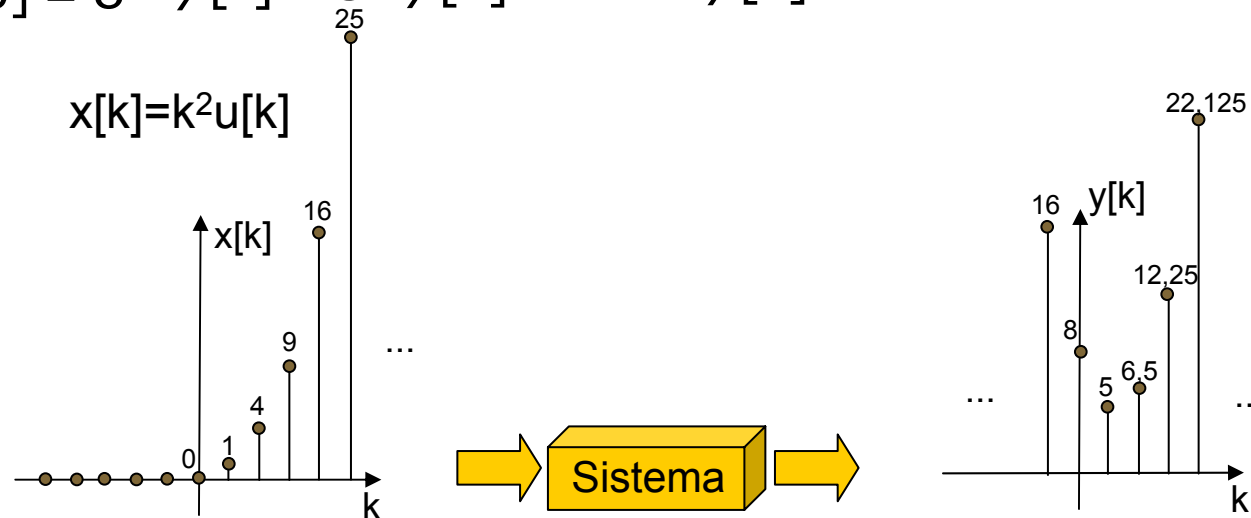 25
x[k]=k²u[k]
x[k]
16
9
4
1
0
...
k
Sistema
y[k]
22,125
16
12,25
8
6,5
5
...
..
k